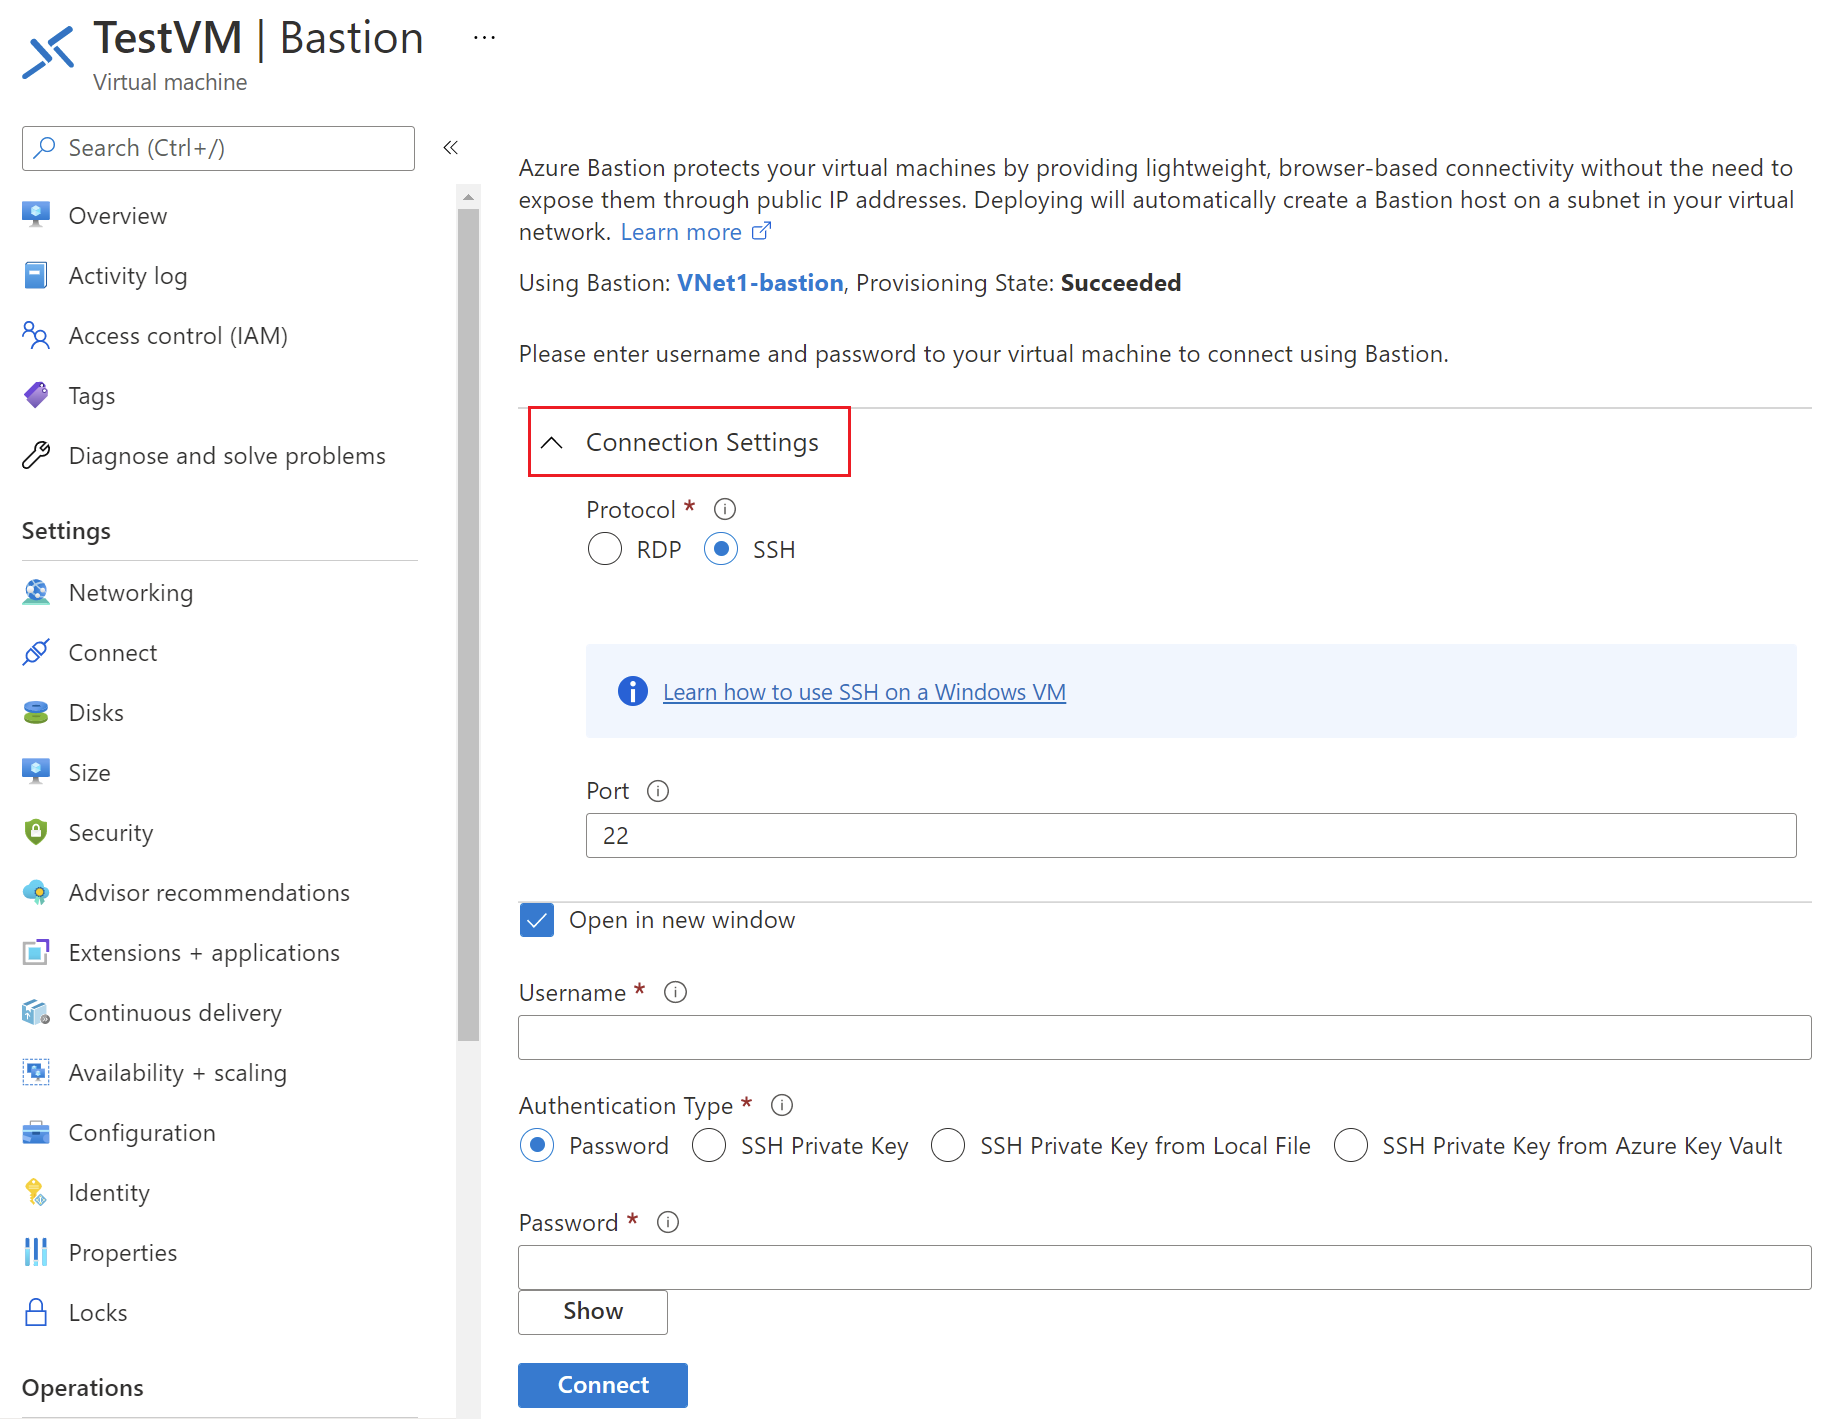 TestVM | Bastion ...
Virtual machine
Search (Ctrl+/)
«
Overview
Activity log
Access control (IAM)
Tags
Diagnose and solve problems
Settings
Networking
Connect
Disks
Size
Security
Advisor recommendations
Extensions + applications
Continuous delivery
Availability + scaling
Configuration
Identity
Properties
Locks
Operations
Azure Bastion protects your virtual machines by providing lightweight, browser-based connectivity without the need to
expose them through public IP addresses. Deploying will automatically create a Bastion host on a subnet in your virtual
network. Learn more
Using Bastion: VNet1-bastion, Provisioning State: Succeeded
Please enter username and password to your virtual machine to connect using Bastion.
Connection Settings
Protocol *
RDP SSH
Learn how to use SSH on a Windows VM
Port
22
Open in new window
Username *
Authentication Type *
Password SSH Private Key SSH Private Key from Local File SSH Private Key from Azure Key Vault
Password *
Show
Connect